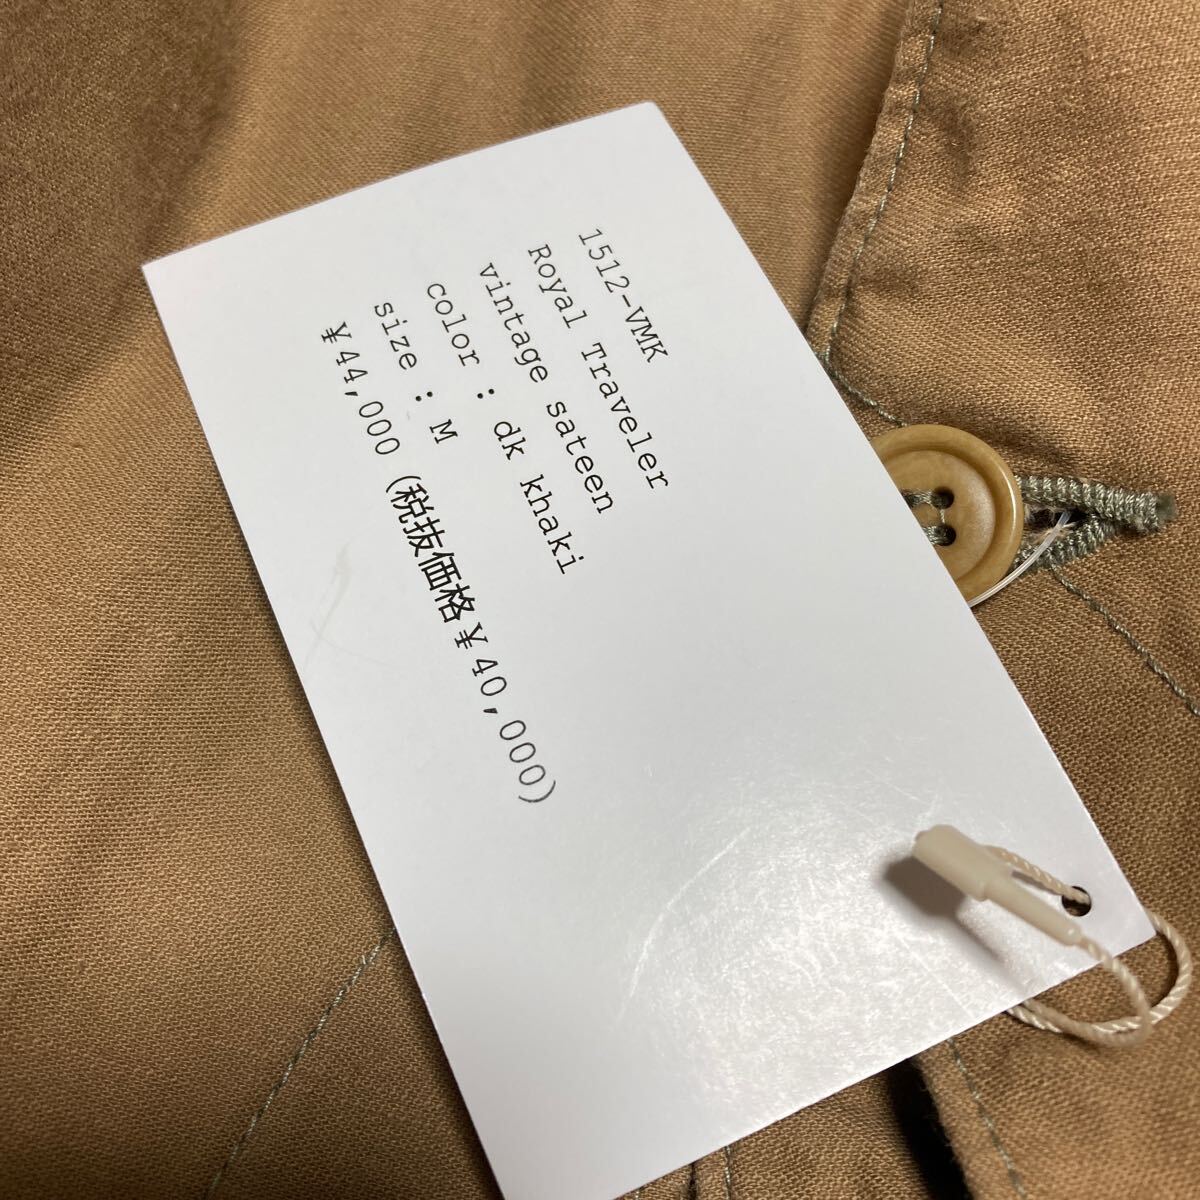 1512-VMK
Royal Traveler
vintage sateen
color : dk khaki
size : M
¥44,000 (税抜価格¥40,000)